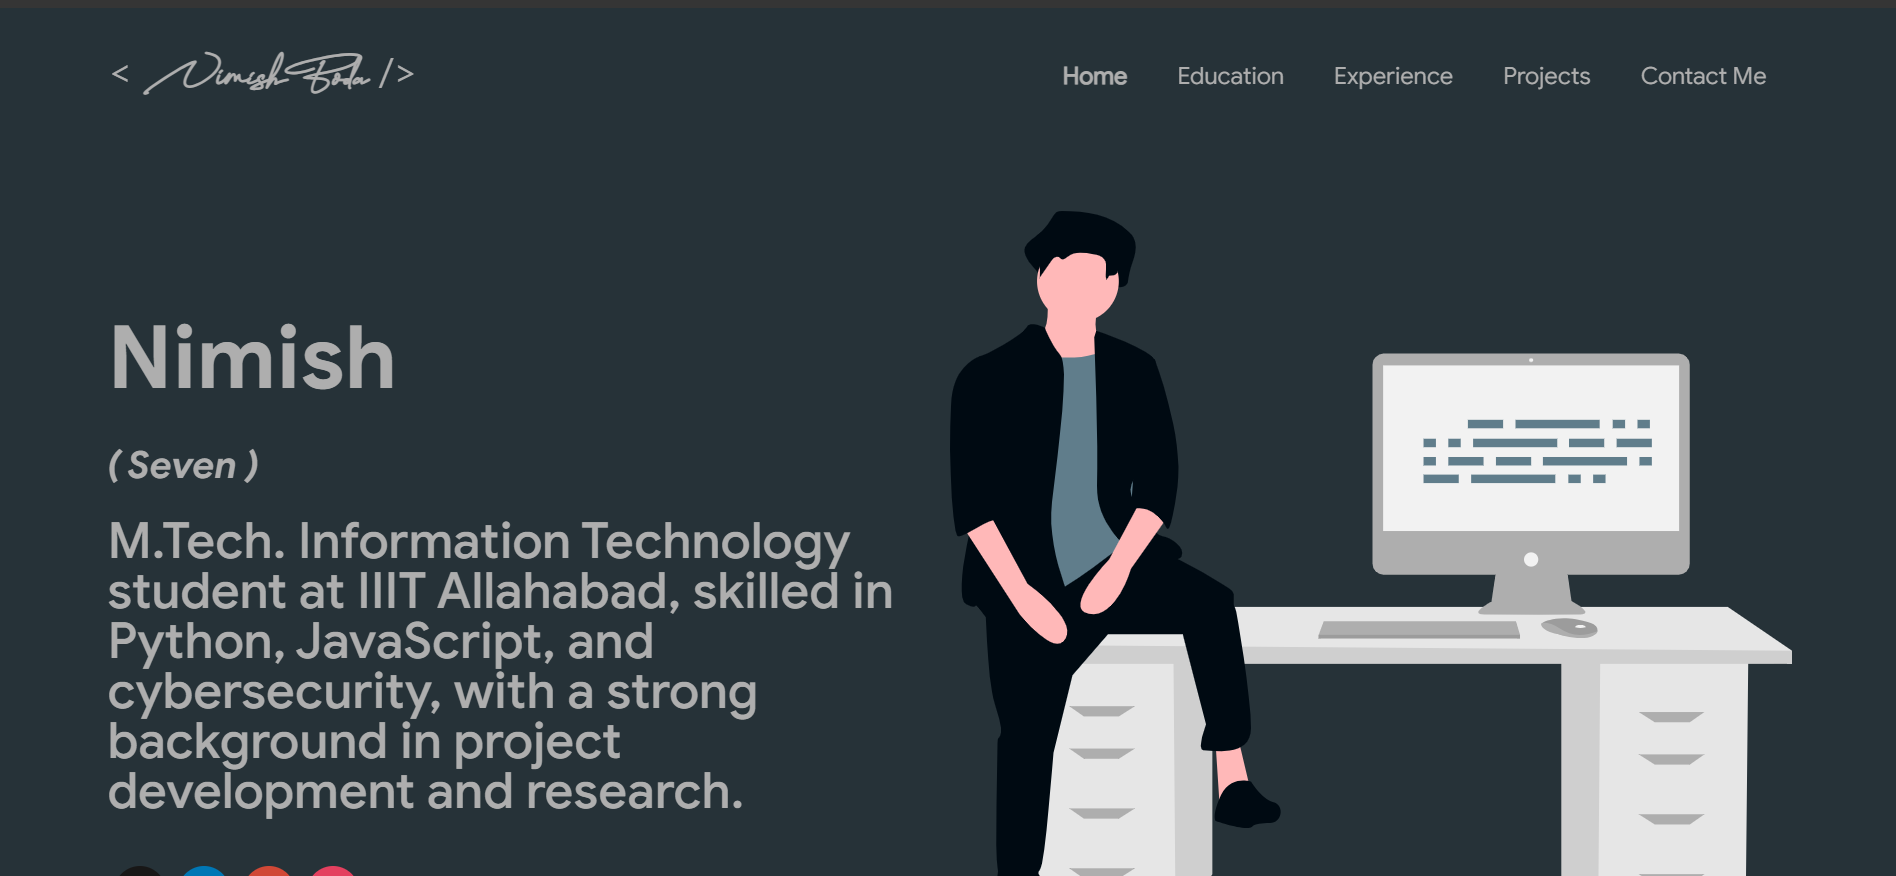 < Nimish Boda />
Home Education Experience Projects Contact Me
Nimish
( Seven )
M.Tech. Information Technology
student at IIIT Allahabad, skilled in
Python, JavaScript, and
cybersecurity, with a strong
background in project
development and research.